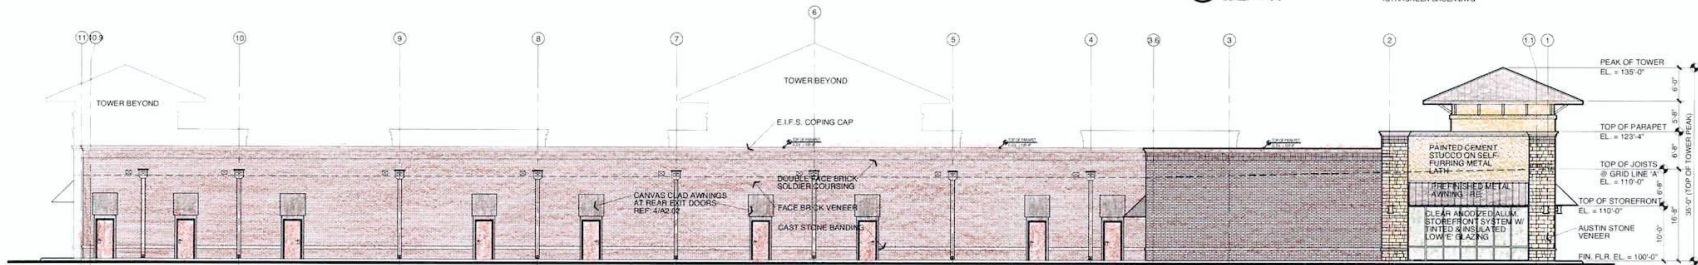 6
11
10.9
10
9
8
7
5
4
3.6
3
2
1.1
1
TOWER BEYOND
TOWER BEYOND
E.I.F.S. COPING CAP
DOUBLE FACE BRICK
SOLDIER COURSING
CANVAS CLAD AWNINGS
AT REAR EXIT DOORS
REF: 4/A2.02
FACE BRICK VENEER
CAST STONE BANDING
PAINTED CEMENT
STUCCO ON SELF-
FURRING METAL
LATH
PREFINISHED METAL
AWNING
CLEAR ANODIZED ALUM.
STOREFRONT SYSTEM W/
TINTED & INSULATED
LOW 'E' GLAZING
PEAK OF TOWER
EL. = 135'-0"
TOP OF PARAPET
EL. = 123'-4"
TOP OF JOISTS
@ GRID LINE 'A'
EL. = 110'-0"
TOP OF STOREFRONT
EL. = 110'-0"
AUSTIN STONE
VENEER
FIN. FLR. EL. = 100'-0"
6'-0"
5'-8"
6'-8"
6'-8"
16'-8"
10'-0"
35'-0" (TOP OF TOWER PEAK)